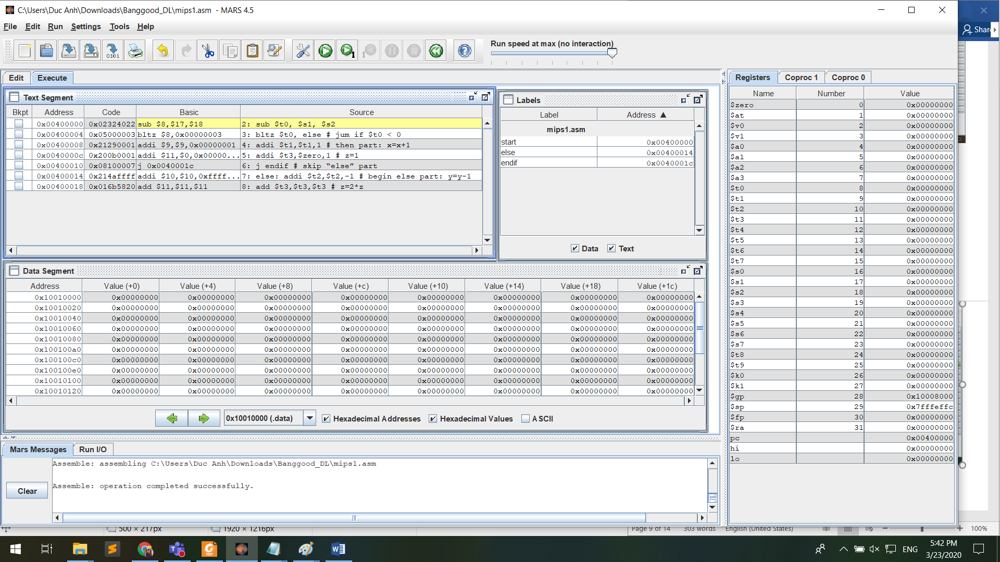 C:\Users\Duc Anh\Downloads\Banggood_DL\mips1.asm - MARS 4.5
File Edit Run Settings Tools Help
Share
Run speed at max (no interaction)
Edit Execute
Registers Coproc 1 Coproc 0
Text Segment
Bkpt Address Code Basic Source
0x00400000 0x02324022 sub $8,$17,$18 2: sub $t0, $s1, $s2
0x00400004 0x05000003 bltz $8,0x00000003 3: bltz $t0, else # jum if $t0 < 0
0x00400008 0x21290001 addi $9,$9,0x00000001 4: addi $t1,$t1,1 # then part: x=x+1
0x0040000c 0x200b0001 addi $11,$0,0x00000... 5: addi $t3,$zero,1 # z=1
0x00400010 0x08100007 j 0x0040001c 6: j endif # skip “else” part
0x00400014 0x214affff addi $10,$10,0xffff... 7: else: addi $t2,$t2,-1 # begin else part: y=y-1
0x00400018 0x016b5820 add $11,$11,$11 8: add $t3,$t3,$t3 # z=2*z
Labels
Label Address ▲
mips1.asm
start 0x00400000
else 0x00400014
endif 0x0040001c
Data Text
Data Segment
Address Value (+0) Value (+4) Value (+8) Value (+c) Value (+10) Value (+14) Value (+18) Value (+1c)
0x10010000 0x00000000 0x00000000 0x00000000 0x00000000 0x00000000 0x00000000 0x00000000 0x00000000
0x10010020 0x00000000 0x00000000 0x00000000 0x00000000 0x00000000 0x00000000 0x00000000 0x00000000
0x10010040 0x00000000 0x00000000 0x00000000 0x00000000 0x00000000 0x00000000 0x00000000 0x00000000
0x10010060 0x00000000 0x00000000 0x00000000 0x00000000 0x00000000 0x00000000 0x00000000 0x00000000
0x10010080 0x00000000 0x00000000 0x00000000 0x00000000 0x00000000 0x00000000 0x00000000 0x00000000
0x100100a0 0x00000000 0x00000000 0x00000000 0x00000000 0x00000000 0x00000000 0x00000000 0x00000000
0x100100c0 0x00000000 0x00000000 0x00000000 0x00000000 0x00000000 0x00000000 0x00000000 0x00000000
0x100100e0 0x00000000 0x00000000 0x00000000 0x00000000 0x00000000 0x00000000 0x00000000 0x00000000
0x10010100 0x00000000 0x00000000 0x00000000 0x00000000 0x00000000 0x00000000 0x00000000 0x00000000
0x10010120 0x00000000 0x00000000 0x00000000 0x00000000 0x00000000 0x00000000 0x00000000 0x00000000
0x10010000 (.data) Hexadecimal Addresses Hexadecimal Values ASCII
Name Number Value
$zero 0 0x00000000
$at 1 0x00000000
$v0 2 0x00000000
$v1 3 0x00000000
$a0 4 0x00000000
$a1 5 0x00000000
$a2 6 0x00000000
$a3 7 0x00000000
$t0 8 0x00000000
$t1 9 0x00000000
$t2 10 0x00000000
$t3 11 0x00000000
$t4 12 0x00000000
$t5 13 0x00000000
$t6 14 0x00000000
$t7 15 0x00000000
$s0 16 0x00000000
$s1 17 0x00000000
$s2 18 0x00000000
$s3 19 0x00000000
$s4 20 0x00000000
$s5 21 0x00000000
$s6 22 0x00000000
$s7 23 0x00000000
$t8 24 0x00000000
$t9 25 0x00000000
$k0 26 0x00000000
$k1 27 0x00000000
$gp 28 0x10008000
$sp 29 0x7fffeffc
$fp 30 0x00000000
$ra 31 0x00000000
pc 0x00400000
hi 0x00000000
lo 0x00000000
Mars Messages Run I/O
Assemble: assembling C:\Users\Duc Anh\Downloads\Banggood_DL\mips1.asm
Assemble: operation completed successfully.
Clear
500 × 217px 1920 × 1216px Page 9 of 14 303 words English (United States) 100%
ENG
5:42 PM
3/23/2020